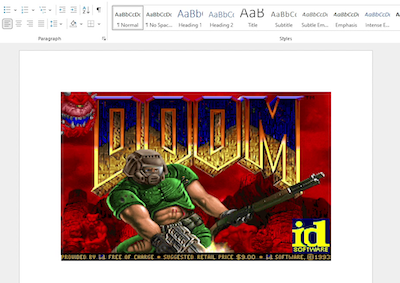 AaBbCcDc AaBbCcDc AaBbC AaBbCc AaB AaBbCcD AaBbCcDc AaBbCcDc AaBbCcDc
¶ Normal ¶ No Spac... Heading 1 Heading 2 Title Subtitle Subtle Em... Emphasis Intense E...
Paragraph Styles
DOOM
id
SOFTWARE
PROVIDED BY id FREE OF CHARGE * SUGGESTED RETAIL PRICE $9.00 * id SOFTWARE, ©1993